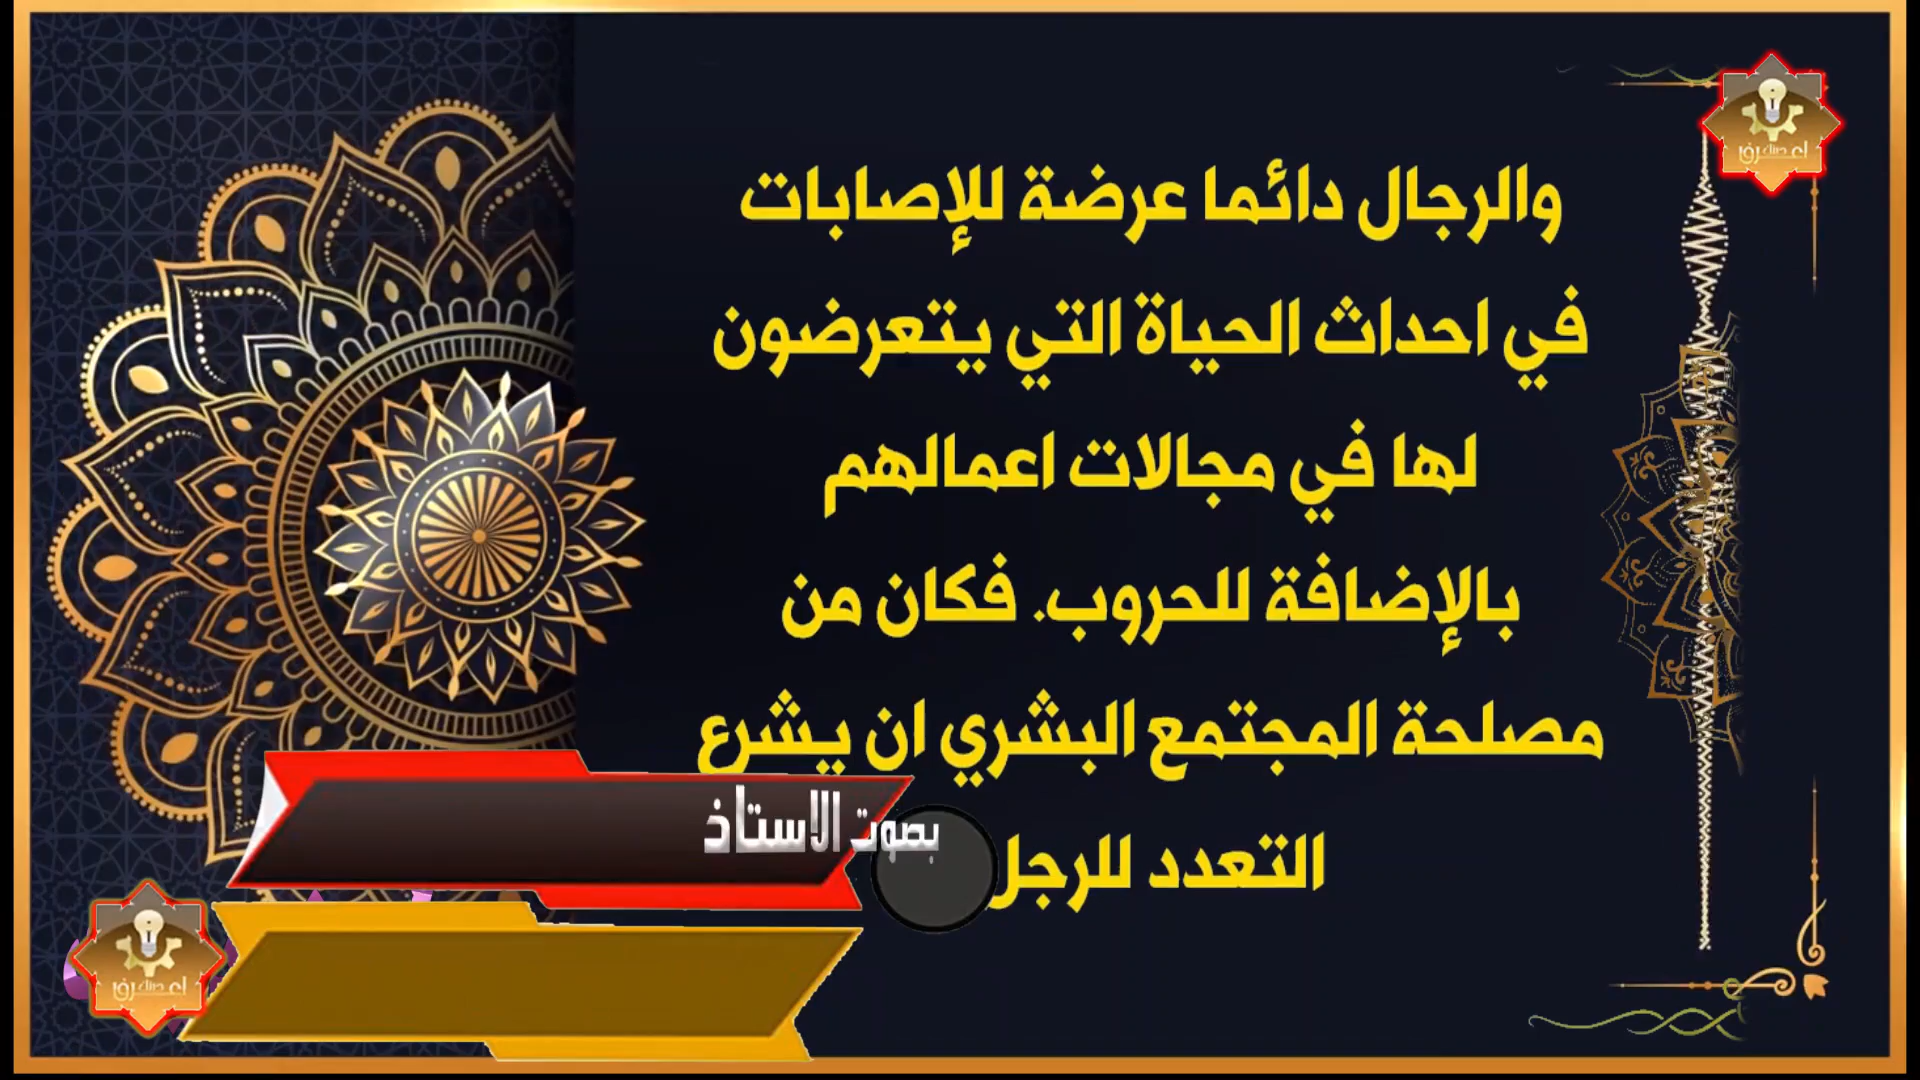 والرجال دائما عرضة للإصابات
في احداث الحياة التي يتعرضون
لها في مجالات اعمالهم
بالإضافة للحروب. فكان من
مصلحة المجتمع البشري ان يشرع
التعدد للرجل
بصوت الاستاذ